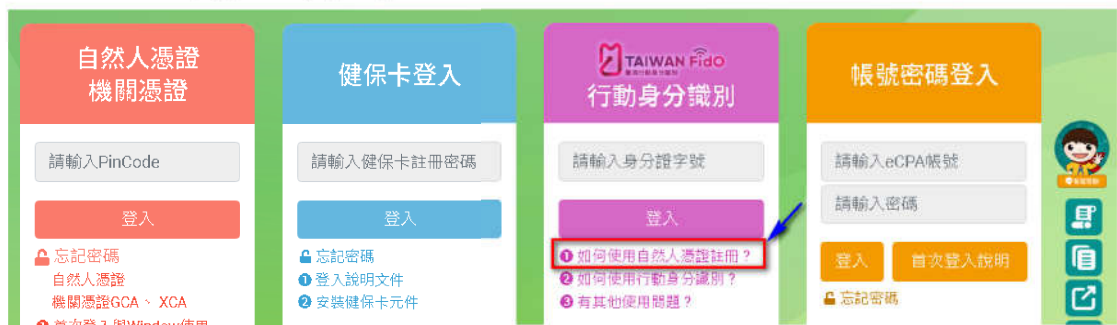 自然人憑證
機關憑證
請輸入PinCode
登入
忘記密碼
自然人憑證
機關憑證GCA、XCA
健保卡登入
請輸入健保卡註冊密碼
登入
忘記密碼
1 登入說明文件
2 安裝健保卡元件
TAIWAN FidO
行動身分識別
請輸入身分證字號
登入
1 如何使用自然人憑證註冊?
2 如何使用行動身分識別?
3 有其他使用問題?
帳號密碼登入
請輸入eCPA帳號
請輸入密碼
登入
首次登入說明
忘記密碼